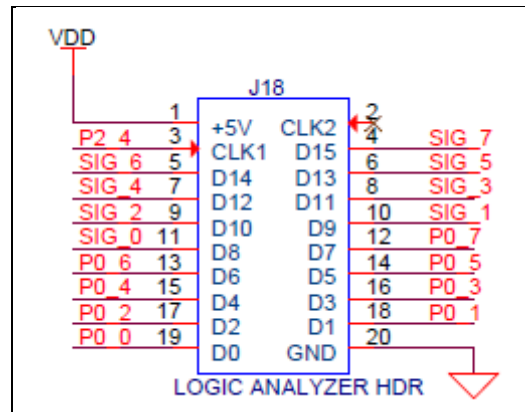 VDD
J18
1 +5V CLK2 2
P2_4 3 CLK1 D15 4 SIG_7
SIG_6 5 D14 D13 6 SIG_5
SIG_4 7 D12 D11 8 SIG_3
SIG_2 9 D10 D9 10 SIG_1
SIG_0 11 D8 D7 12 P0_7
P0_6 13 D6 D5 14 P0_5
P0_4 15 D4 D3 16 P0_3
P0_2 17 D2 D1 18 P0_1
P0_0 19 D0 GND 20
LOGIC ANALYZER HDR